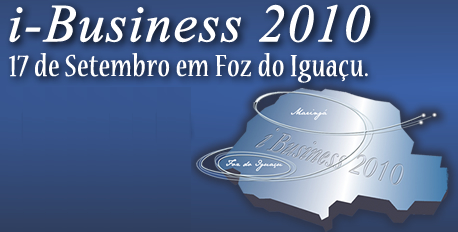 i-Business 2010
17 de Setembro em Foz do Iguaçu.
Maringá
i Business 2010
Foz do Iguaçu